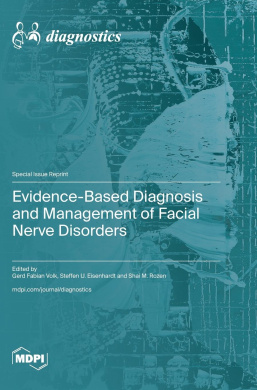 diagnostics
Special Issue Reprint
Evidence-Based Diagnosis
and Management of Facial
Nerve Disorders
Edited by
Gerd Fabian Volk, Steffen U. Eisenhardt and Shai M. Rozen
mdpi.com/journal/diagnostics
MDPI